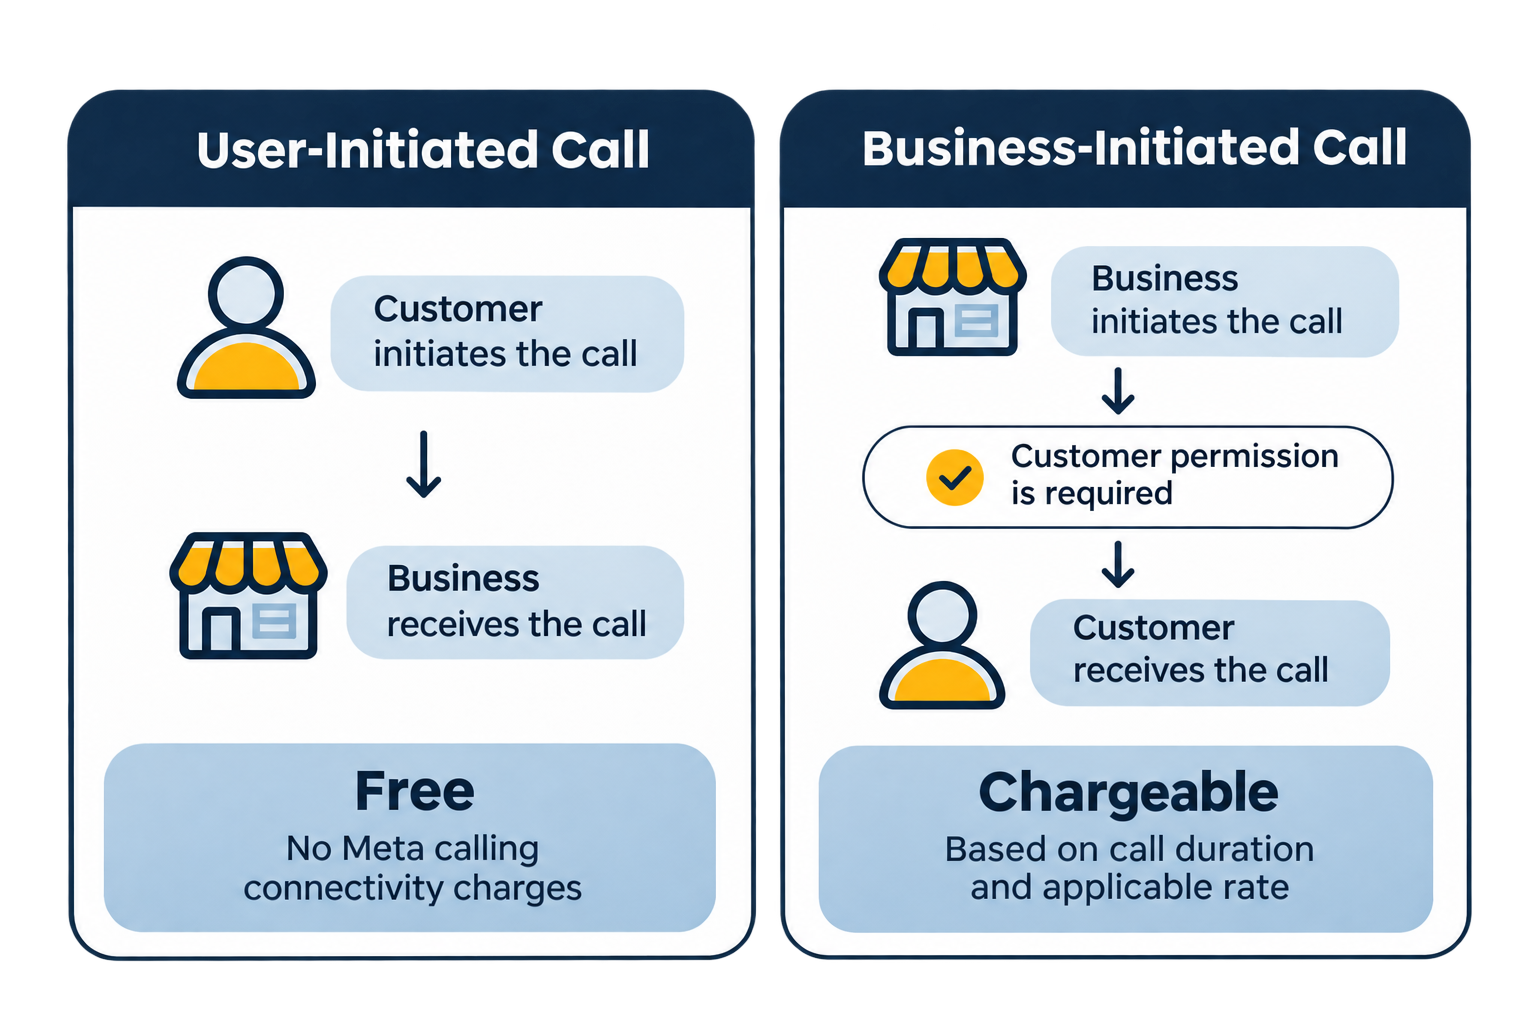 User-Initiated Call
Customer
initiates the call
Business
receives the call
Free
No Meta calling
connectivity charges
Business-Initiated Call
Business
initiates the call
Customer permission
is required
Customer
receives the call
Chargeable
Based on call duration
and applicable rate